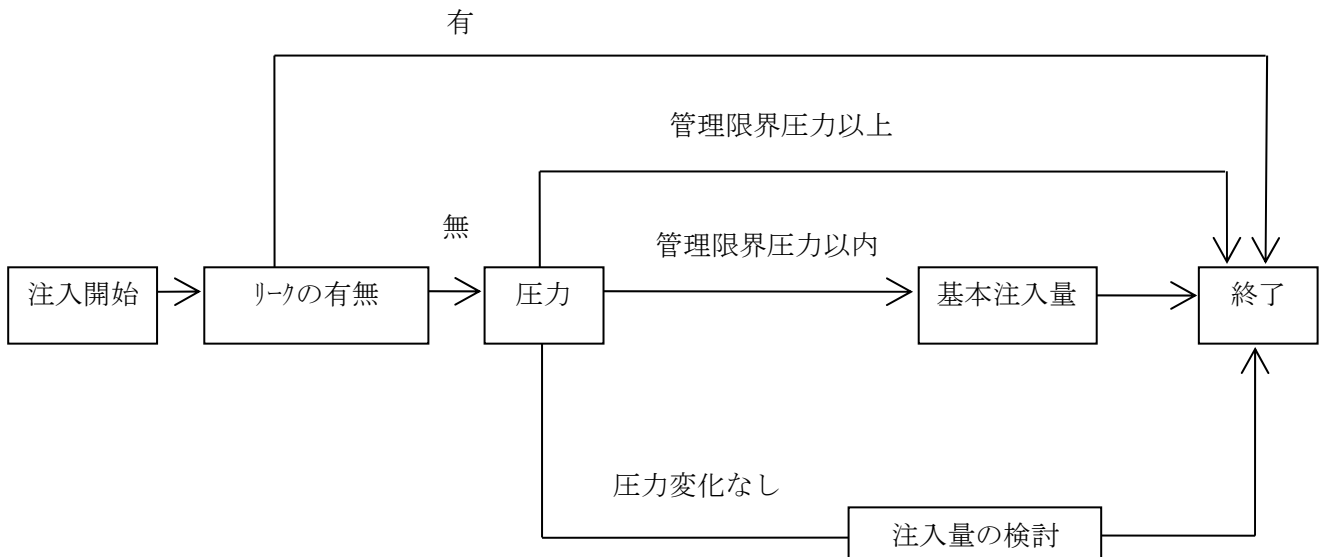 有
管理限界圧力以上
無
管理限界圧力以内
注入開始
ﾘｰｸの有無
圧力
基本注入量
終了
圧力変化なし
注入量の検討